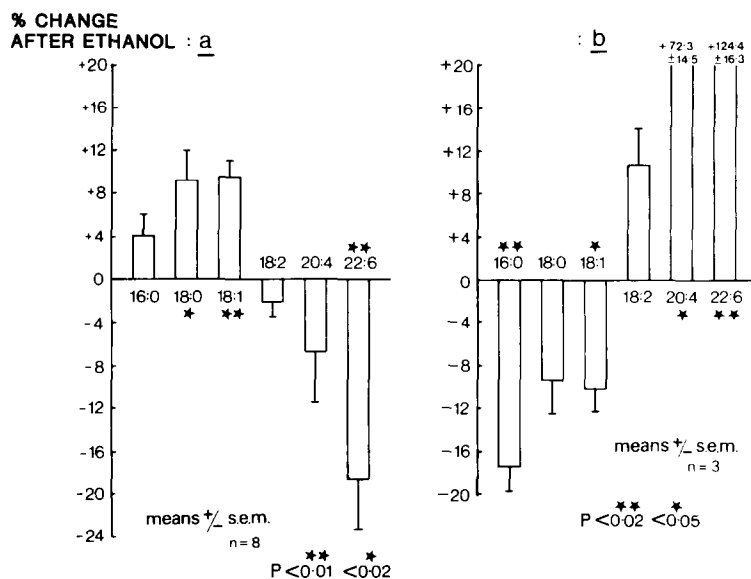 % CHANGE
AFTER ETHANOL : a
: b
+20
+16
+12
+8
+4
0
-4
-8
-12
-16
-20
-24
16:0 18:0 18:1
★ ★★
★★
18:2 20:4 22:6
means +/- s.e.m.
n=8
★★ ★
P <0·01 <0·02
+20
+16
+12
+8
+4
0
-4
-8
-12
-16
-20
+72·3
±14·5
+124·4
±16·3
★★ ★
16:0 18:0 18:1
18:2 20:4 22:6
★ ★★
means +/- s.e.m.
n=3
★★ ★
P <0·02 <0·05